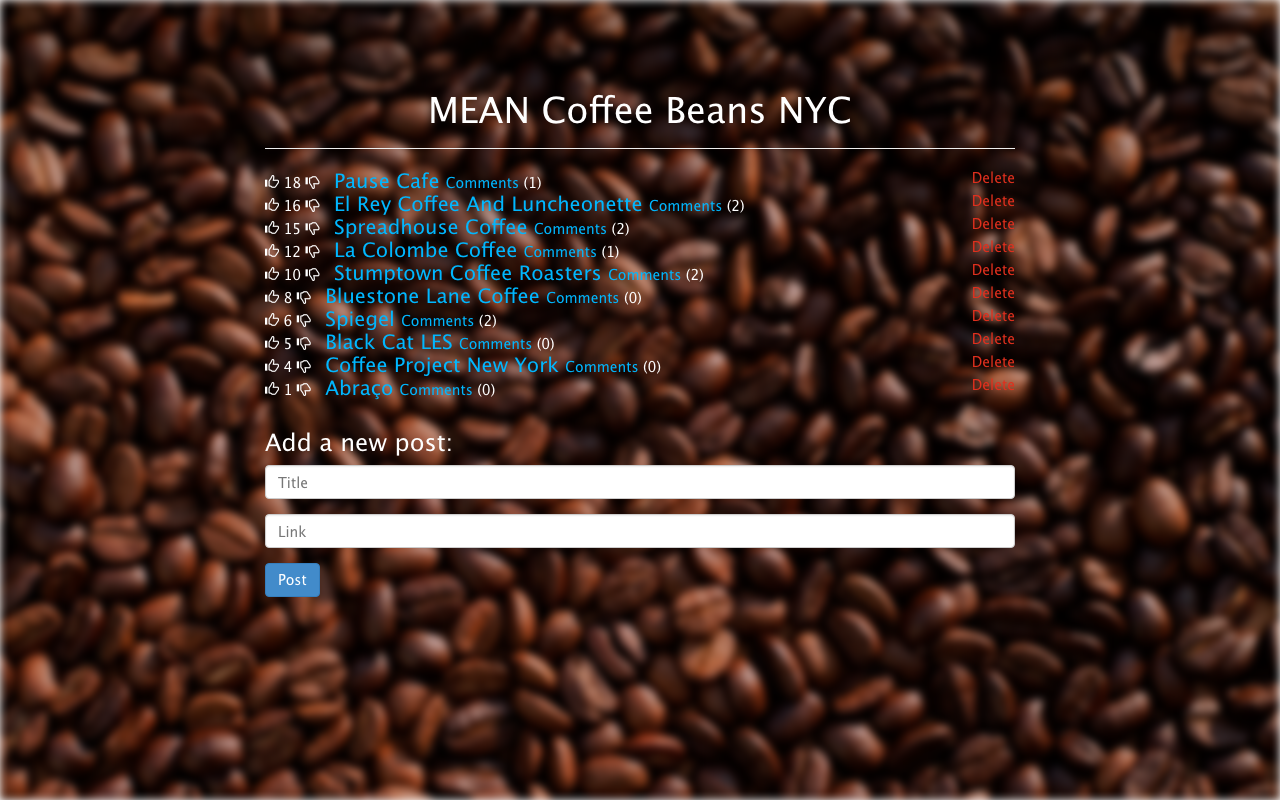 MEAN Coffee Beans NYC
18 Pause Cafe Comments (1) Delete
16 El Rey Coffee And Luncheonette Comments (2) Delete
15 Spreadhouse Coffee Comments (2) Delete
12 La Colombe Coffee Comments (1) Delete
10 Stumptown Coffee Roasters Comments (2) Delete
8 Bluestone Lane Coffee Comments (0) Delete
6 Spiegel Comments (2) Delete
5 Black Cat LES Comments (0) Delete
4 Coffee Project New York Comments (0) Delete
1 Abraço Comments (0) Delete
Add a new post:
Title
Link
Post